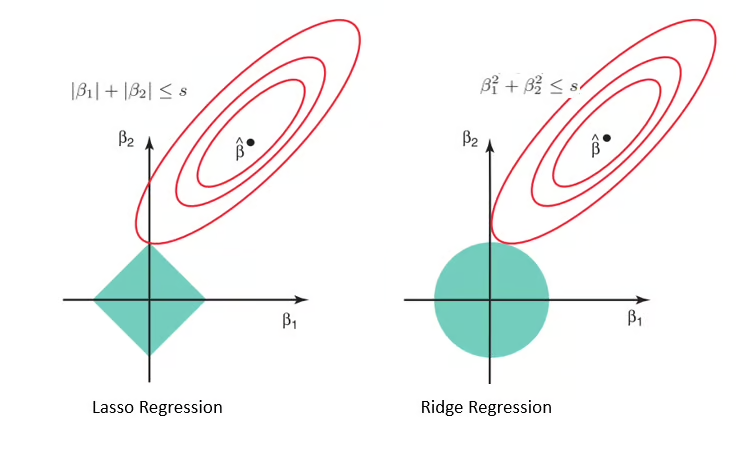 |β₁| + |β₂| ≤ s
β₂
β̂
β₁
Lasso Regression
β₁² + β₂² ≤ s
β₂
β̂
β₁
Ridge Regression